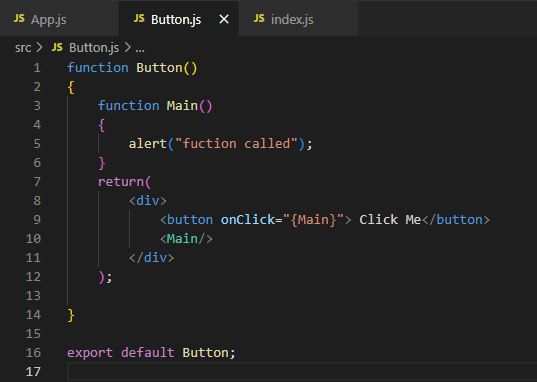 JS App.js JS Button.js × JS index.js
src > JS Button.js > ...
1 function Button()
2 {
3 function Main()
4 {
5 alert("fuction called");
6 }
7 return(
8 <div>
9 <button onClick="{Main}"> Click Me</button>
10 <Main/>
11 </div>
12 );
13
14 }
15
16 export default Button;
17